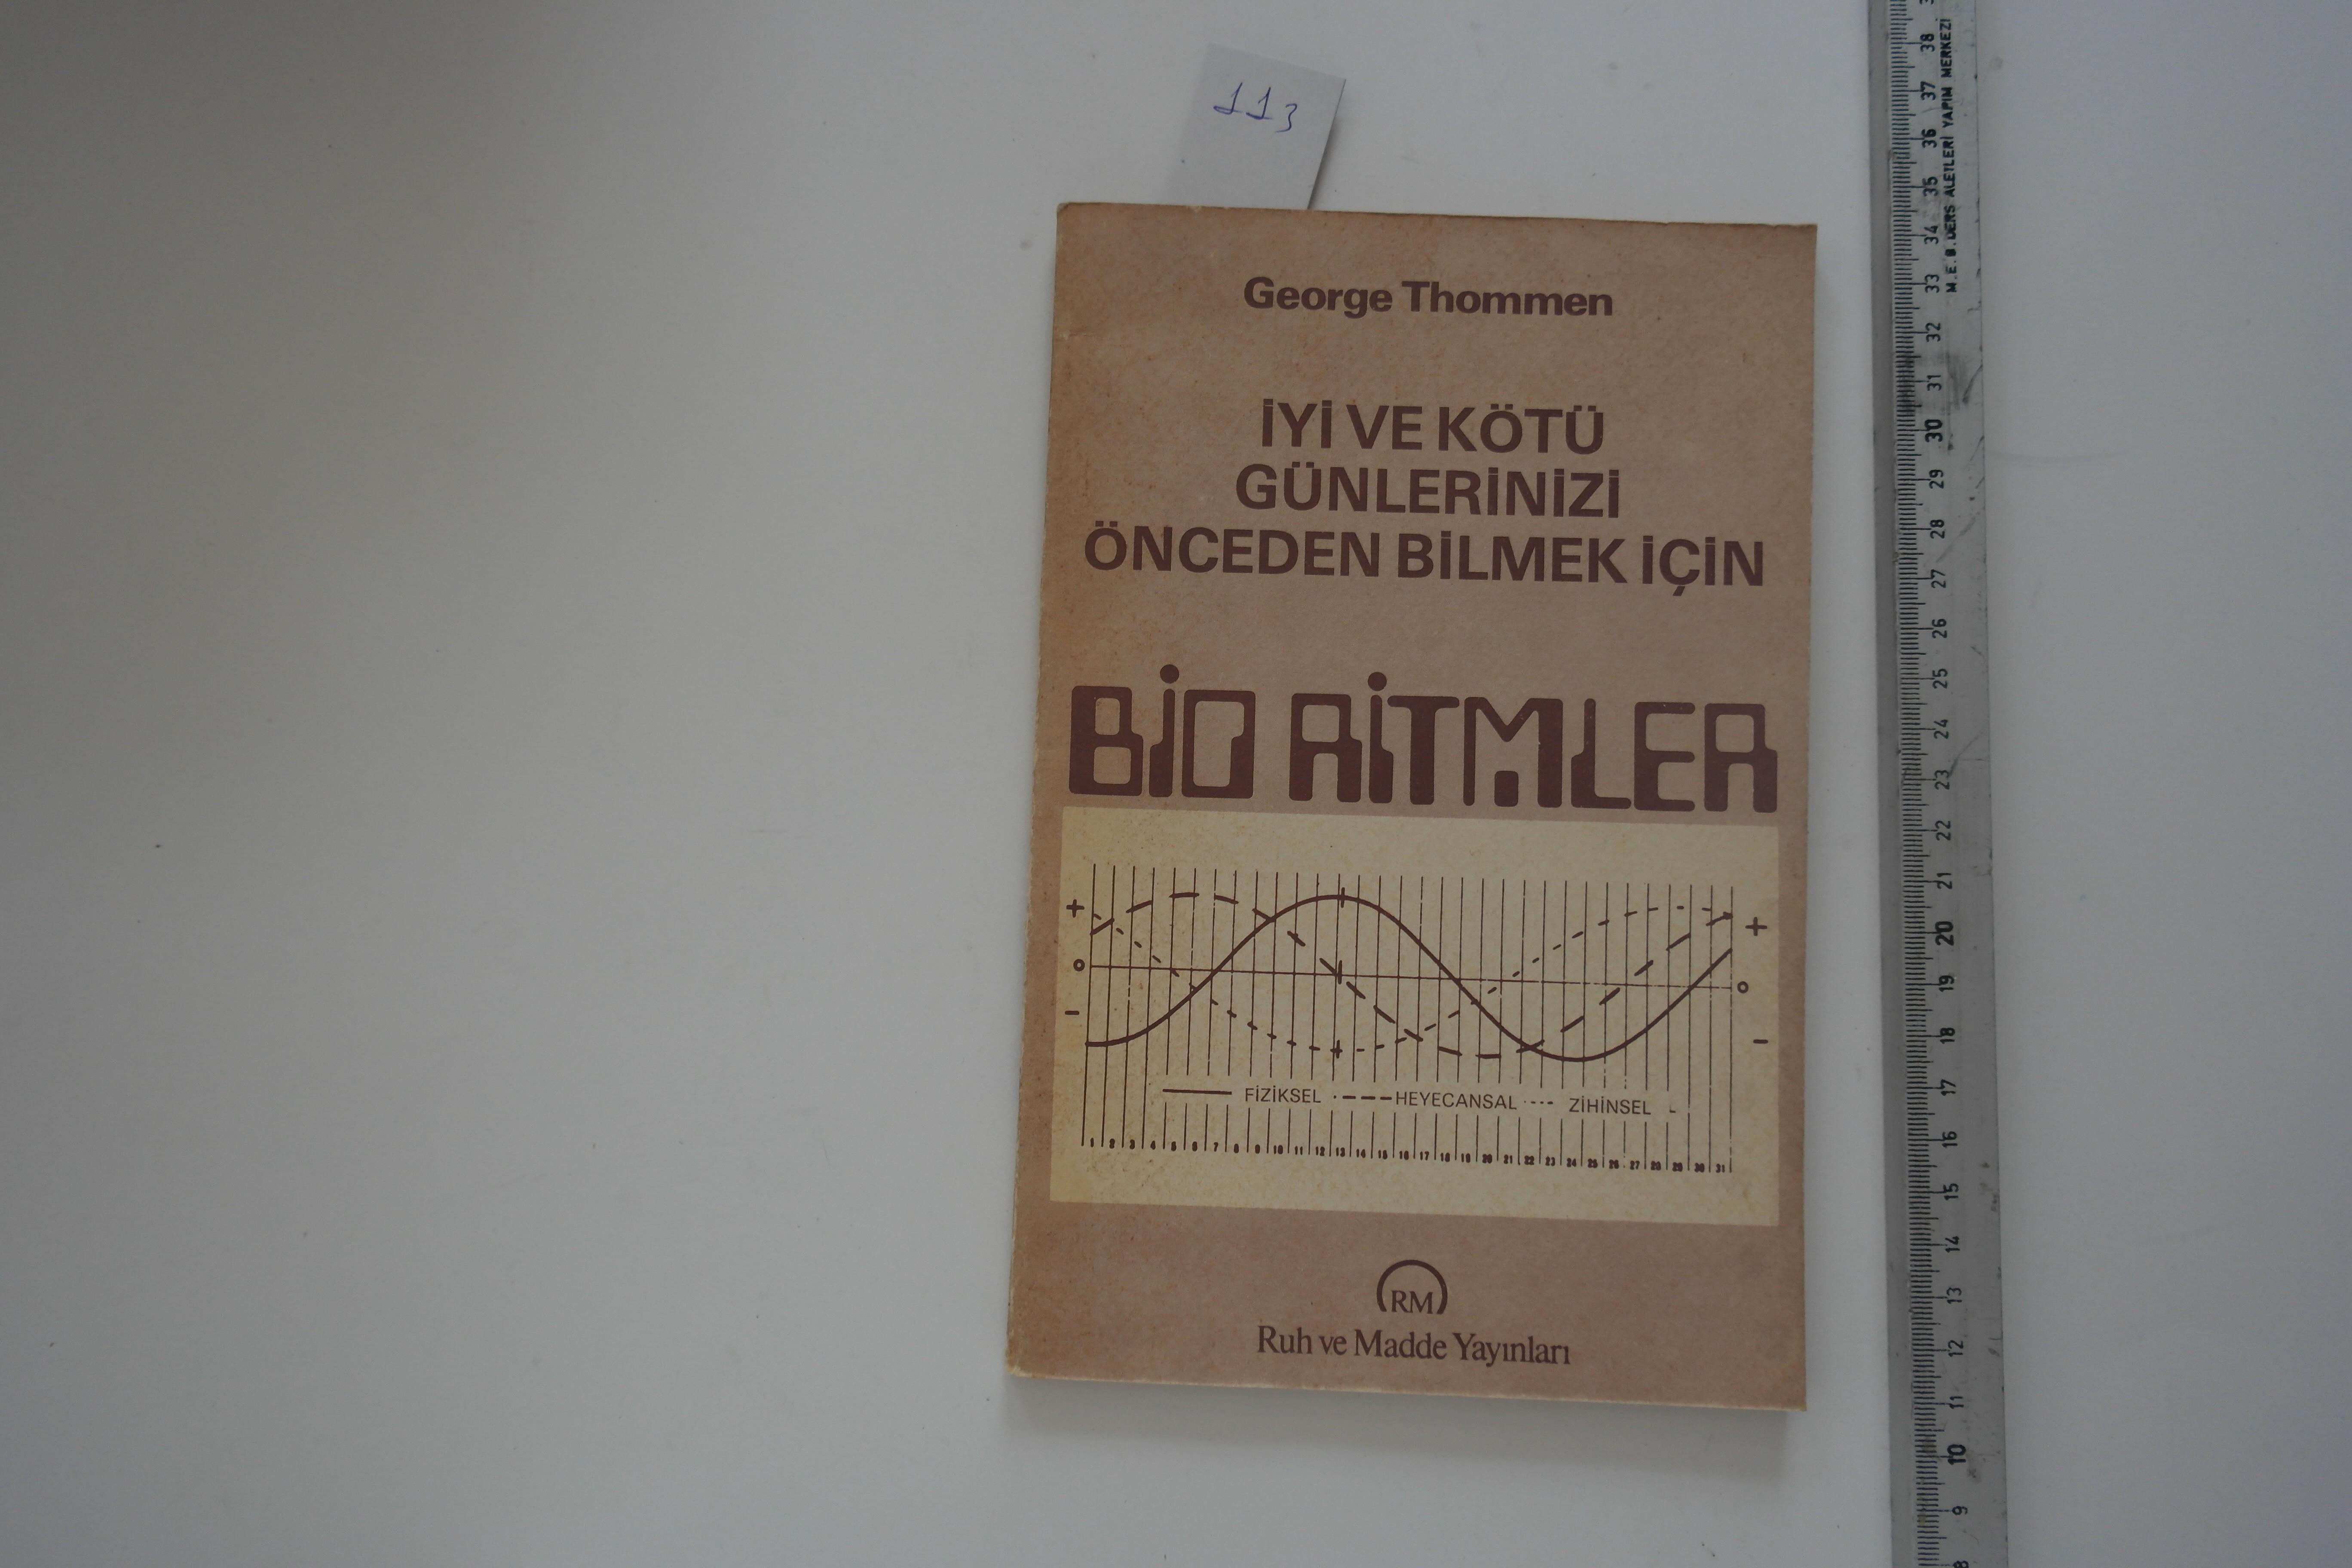 113
George Thommen
İYİ VE KÖTÜ
GÜNLERİNİZİ
ÖNCEDEN BİLMEK İÇİN
BİO RİTMLER
+ +
o o
- -
FİZİKSEL HEYECANSAL ZİHİNSEL
1 2 3 4 5 6 7 8 9 10 11 12 13 14 15 16 17 18 19 20 21 22 23 24 25 26 27 28 29 30 31
RM
Ruh ve Madde Yayınları
M.E.B. DERS ALETLERİ YAPIM MERKEZİ
38 37 36 35 34 33 32 31 30 29 28 27 26 25 24 23 22 21 20 19 18 17 16 15 14 13 12 11 10 9 8